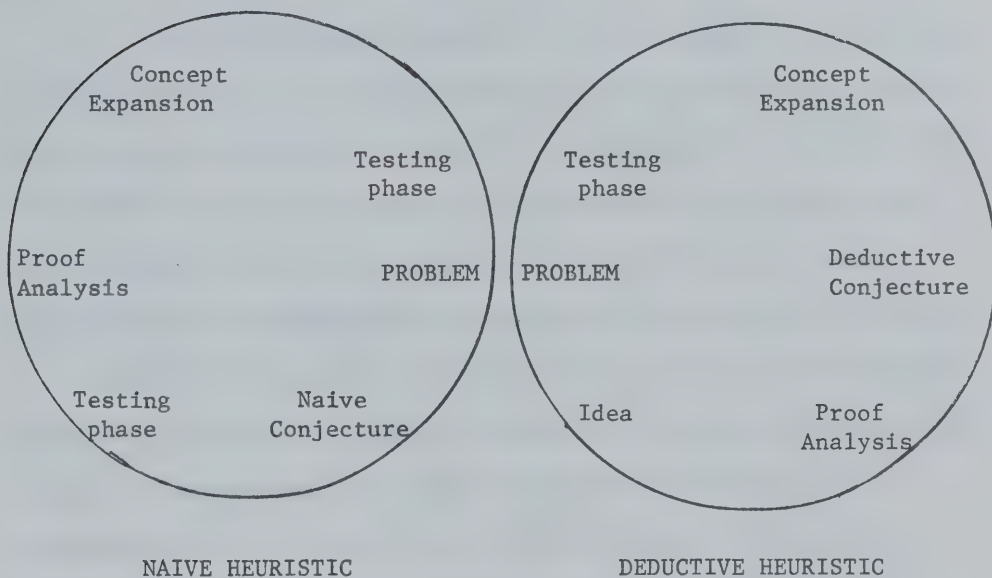 Concept
Expansion
Testing
phase
Proof
Analysis
PROBLEM
Testing
phase
Naive
Conjecture
NAIVE HEURISTIC
Concept
Expansion
Testing
phase
PROBLEM
Deductive
Conjecture
Idea
Proof
Analysis
DEDUCTIVE HEURISTIC